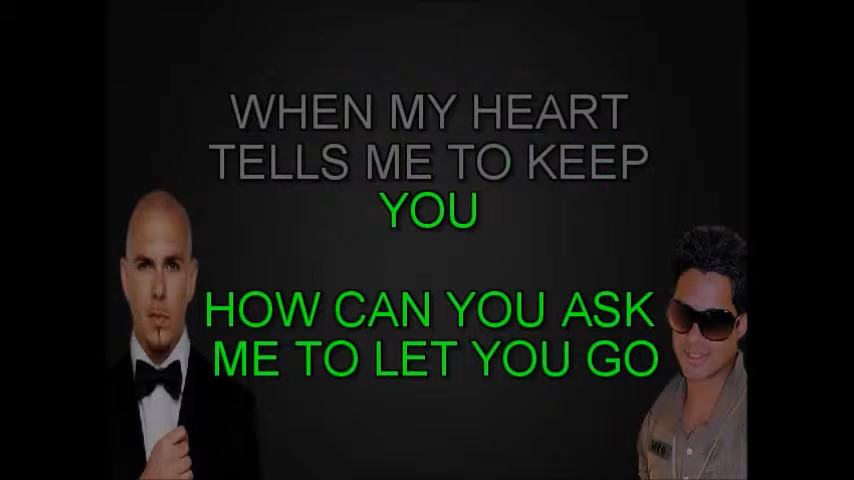 WHEN MY HEART
TELLS ME TO KEEP
YOU
HOW CAN YOU ASK
ME TO LET YOU GO